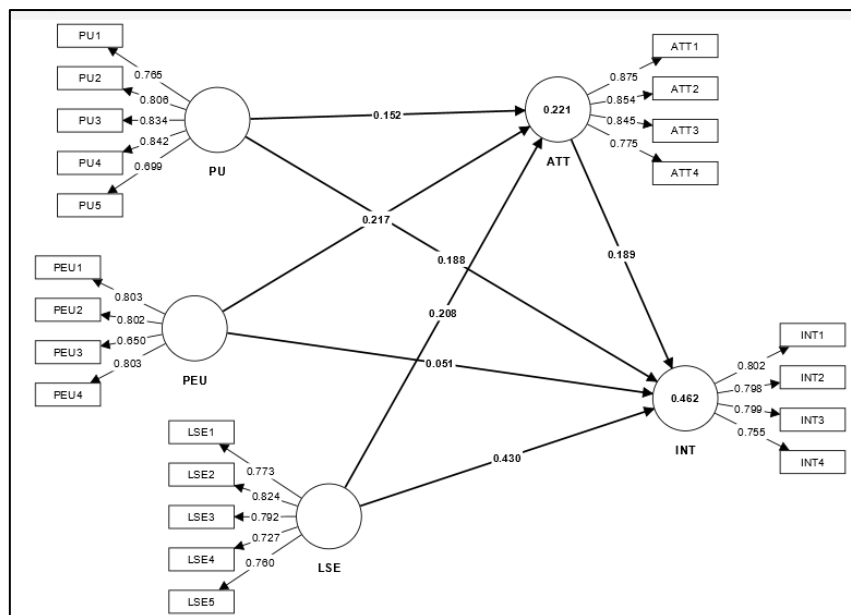 PU1
PU2
PU3
PU4
PU5
0.765
0.806
0.834
0.842
0.699
PU
0.152
0.221
ATT
ATT1
ATT2
ATT3
ATT4
0.875
0.854
0.845
0.775
0.217
0.188
0.189
0.208
PEU1
PEU2
PEU3
PEU4
0.803
0.802
0.650
0.803
PEU
0.051
0.462
INT
INT1
INT2
INT3
INT4
0.802
0.798
0.799
0.755
0.430
LSE1
LSE2
LSE3
LSE4
LSE5
0.773
0.824
0.792
0.727
0.760
LSE